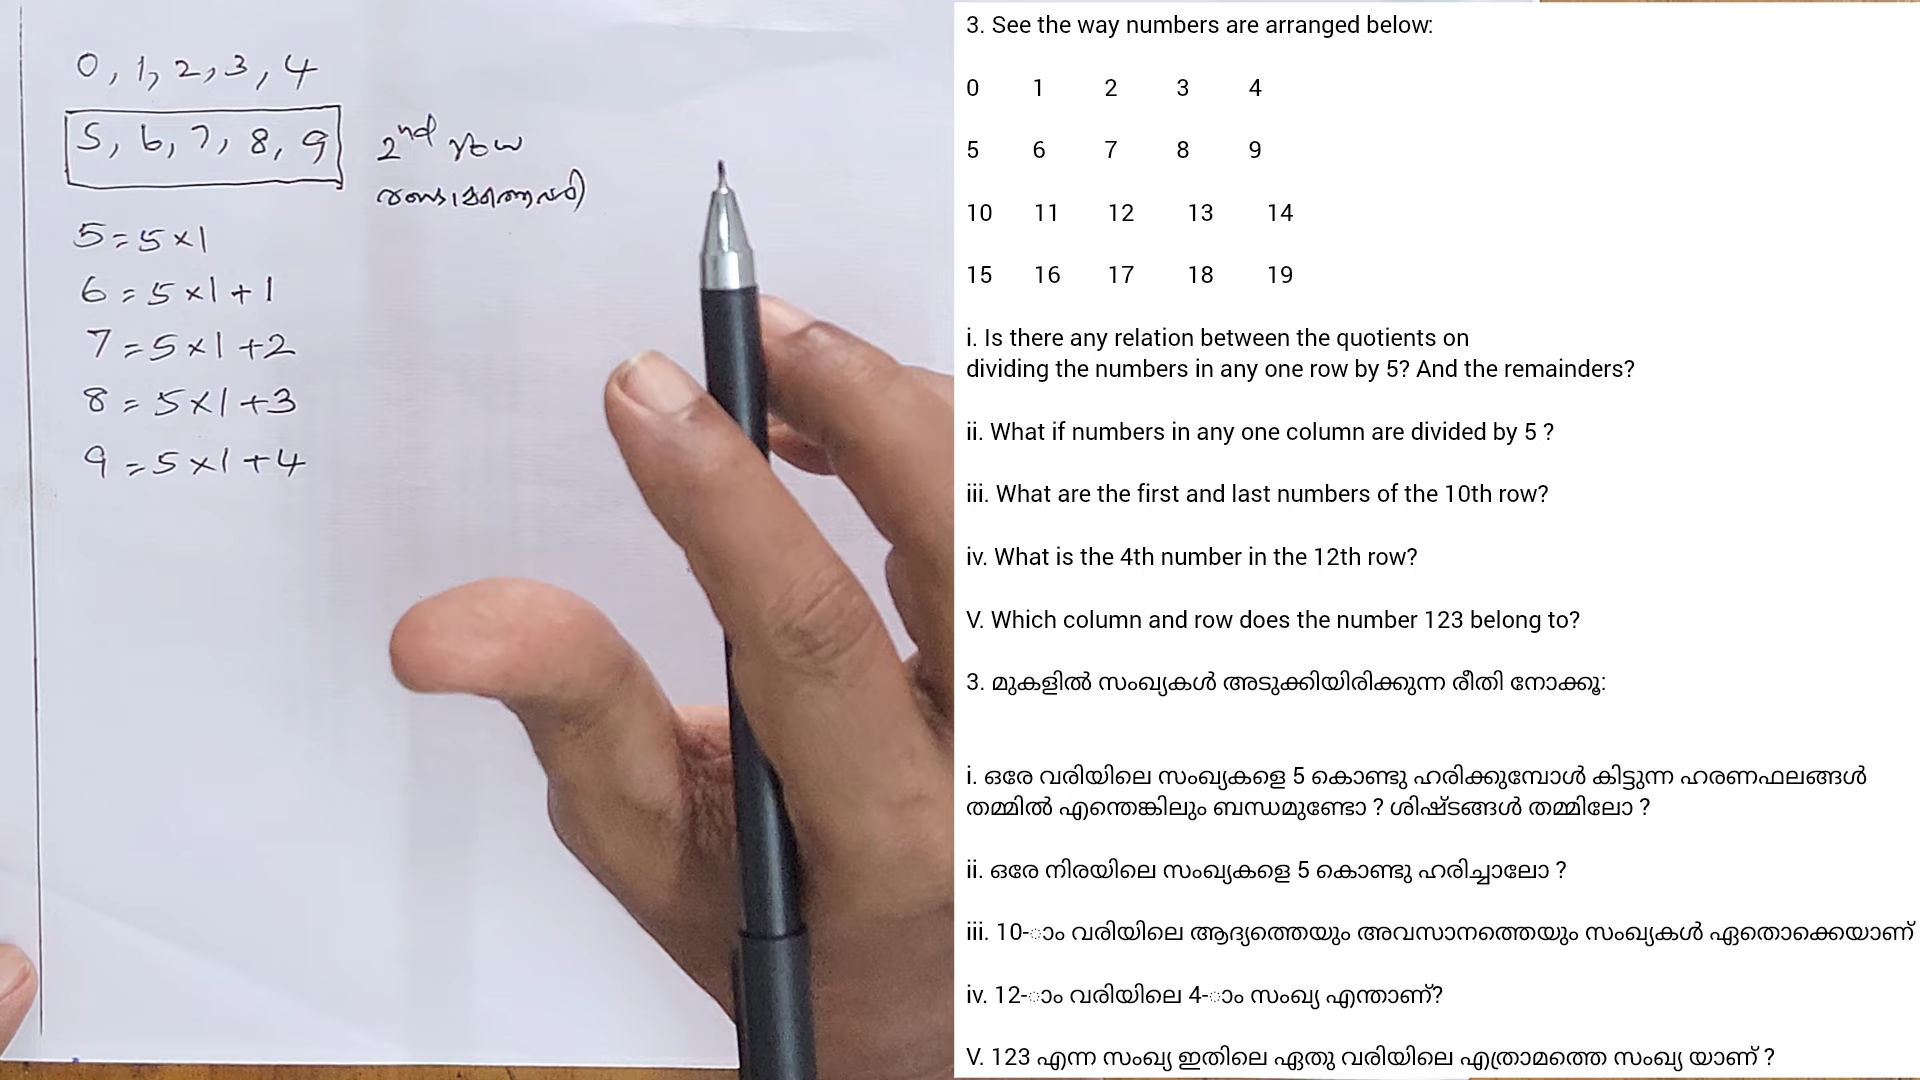 0, 1, 2, 3, 4
5, 6, 7, 8, 9
2nd row
രണ്ടാമത്തെവരി
5 = 5 x 1
6 = 5 x 1 + 1
7 = 5 x 1 + 2
8 = 5 x 1 + 3
9 = 5 x 1 + 4
3. See the way numbers are arranged below:
0 1 2 3 4
5 6 7 8 9
10 11 12 13 14
15 16 17 18 19
i. Is there any relation between the quotients on
dividing the numbers in any one row by 5? And the remainders?
ii. What if numbers in any one column are divided by 5 ?
iii. What are the first and last numbers of the 10th row?
iv. What is the 4th number in the 12th row?
V. Which column and row does the number 123 belong to?
3. മുകളിൽ സംഖ്യകൾ അടുക്കിയിരിക്കുന്ന രീതി നോക്കൂ:
i. ഒരേ വരിയിലെ സംഖ്യകളെ 5 കൊണ്ടു ഹരിക്കുമ്പോൾ കിട്ടുന്ന ഹരണഫലങ്ങൾ
തമ്മിൽ എന്തെങ്കിലും ബന്ധമുണ്ടോ ? ശിഷ്ടങ്ങൾ തമ്മിലോ ?
ii. ഒരേ നിരയിലെ സംഖ്യകളെ 5 കൊണ്ടു ഹരിച്ചാലോ ?
iii. 10-ാം വരിയിലെ ആദ്യത്തെയും അവസാനത്തെയും സംഖ്യകൾ ഏതൊക്കെയാണ്
iv. 12-ാം വരിയിലെ 4-ാം സംഖ്യ എന്താണ്?
V. 123 എന്ന സംഖ്യ ഇതിലെ ഏതു വരിയിലെ എത്രാമത്തെ സംഖ്യ യാണ് ?